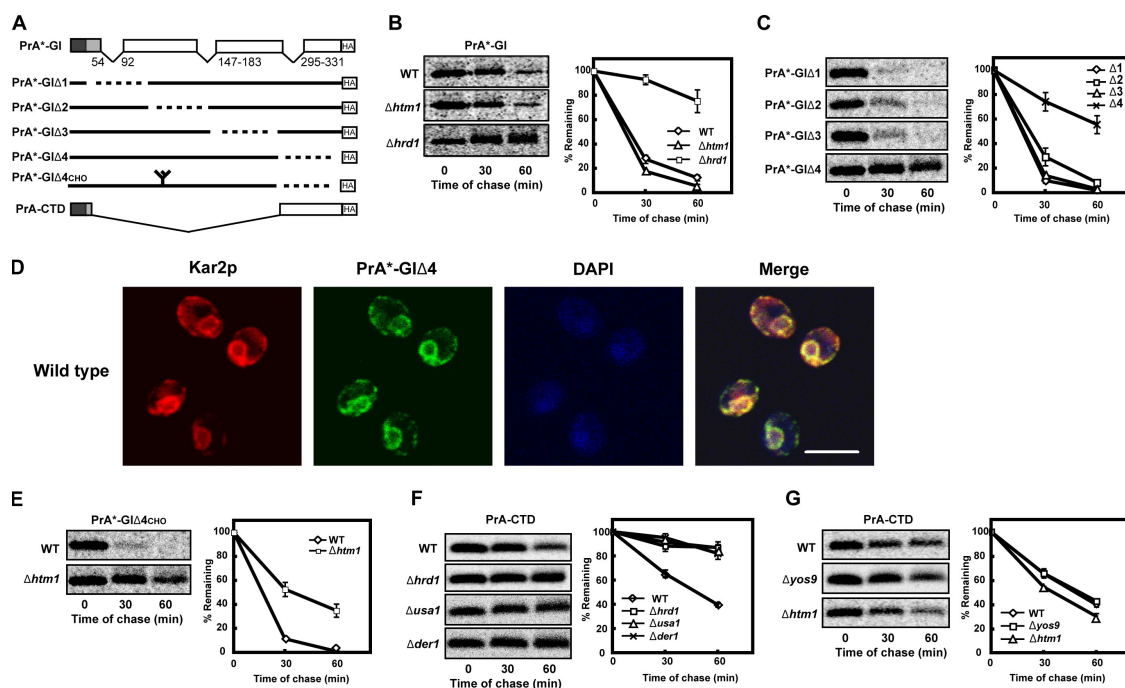 A
PrA*-GI
HA
54 92 147-183 295-331
PrA*-GIΔ1 HA
PrA*-GIΔ2 HA
PrA*-GIΔ3 HA
PrA*-GIΔ4 HA
PrA*-GIΔ4CHO HA
PrA-CTD HA
B
PrA*-GI
WT
Δhtm1
Δhrd1
0 30 60
Time of chase (min)
% Remaining
100
80
60
40
20
0
WT
Δhtm1
Δhrd1
0 30 60
Time of chase (min)
C
PrA*-GIΔ1
PrA*-GIΔ2
PrA*-GIΔ3
PrA*-GIΔ4
0 30 60
Time of chase (min)
% Remaining
100
80
60
40
20
0
Δ1
Δ2
Δ3
Δ4
0 30 60
Time of chase (min)
D
Kar2p PrA*-GIΔ4 DAPI Merge
Wild type
E
PrA*-GIΔ4CHO
WT
Δhtm1
0 30 60
Time of chase (min)
% Remaining
100
80
60
40
20
0
WT
Δhtm1
0 30 60
Time of chase (min)
F
PrA-CTD
WT
Δhrd1
Δusa1
Δder1
0 30 60
Time of chase (min)
% Remaining
100
80
60
40
20
0
WT
Δhrd1
Δusa1
Δder1
0 30 60
Time of chase (min)
G
PrA-CTD
WT
Δyos9
Δhtm1
0 30 60
Time of chase (min)
% Remaining
100
80
60
40
20
0
WT
Δyos9
Δhtm1
0 30 60
Time of chase (min)